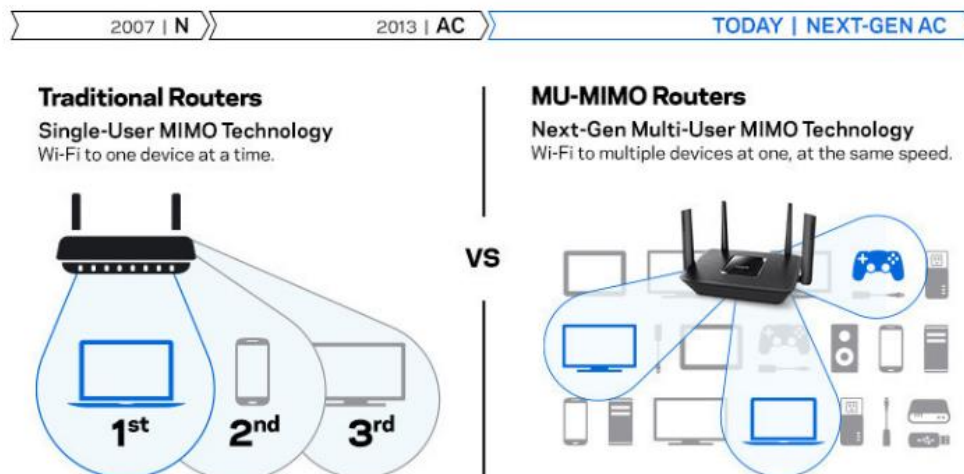 2007 | N
2013 | AC
TODAY | NEXT-GEN AC
Traditional Routers
Single-User MIMO Technology
Wi-Fi to one device at a time.
1st
2nd
3rd
VS
MU-MIMO Routers
Next-Gen Multi-User MIMO Technology
Wi-Fi to multiple devices at one, at the same speed.